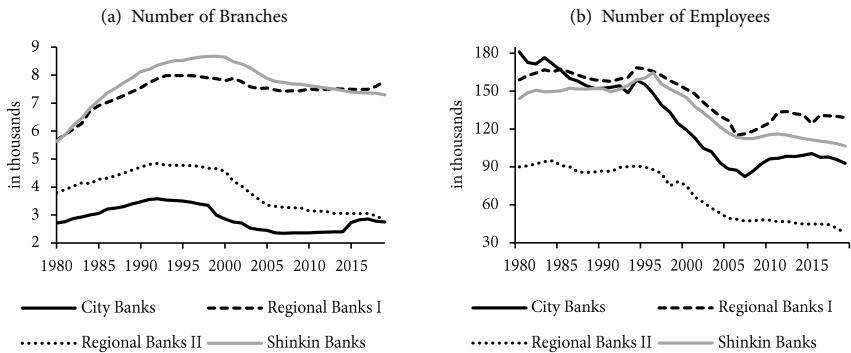 (a) Number of Branches
in thousands
9
8
7
6
5
4
3
2
1980 1985 1990 1995 2000 2005 2010 2015
City Banks
Regional Banks I
Regional Banks II
Shinkin Banks
(b) Number of Employees
in thousands
180
150
120
90
60
30
1980 1985 1990 1995 2000 2005 2010 2015
City Banks
Regional Banks I
Regional Banks II
Shinkin Banks